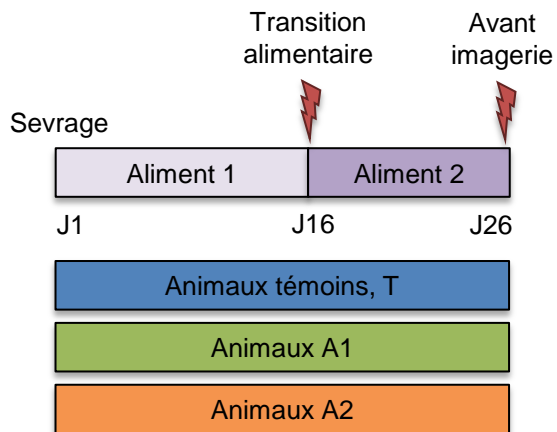 Transition
alimentaire
Avant
imagerie
Sevrage
Aliment 1
Aliment 2
J1
J16
J26
Animaux témoins, T
Animaux A1
Animaux A2